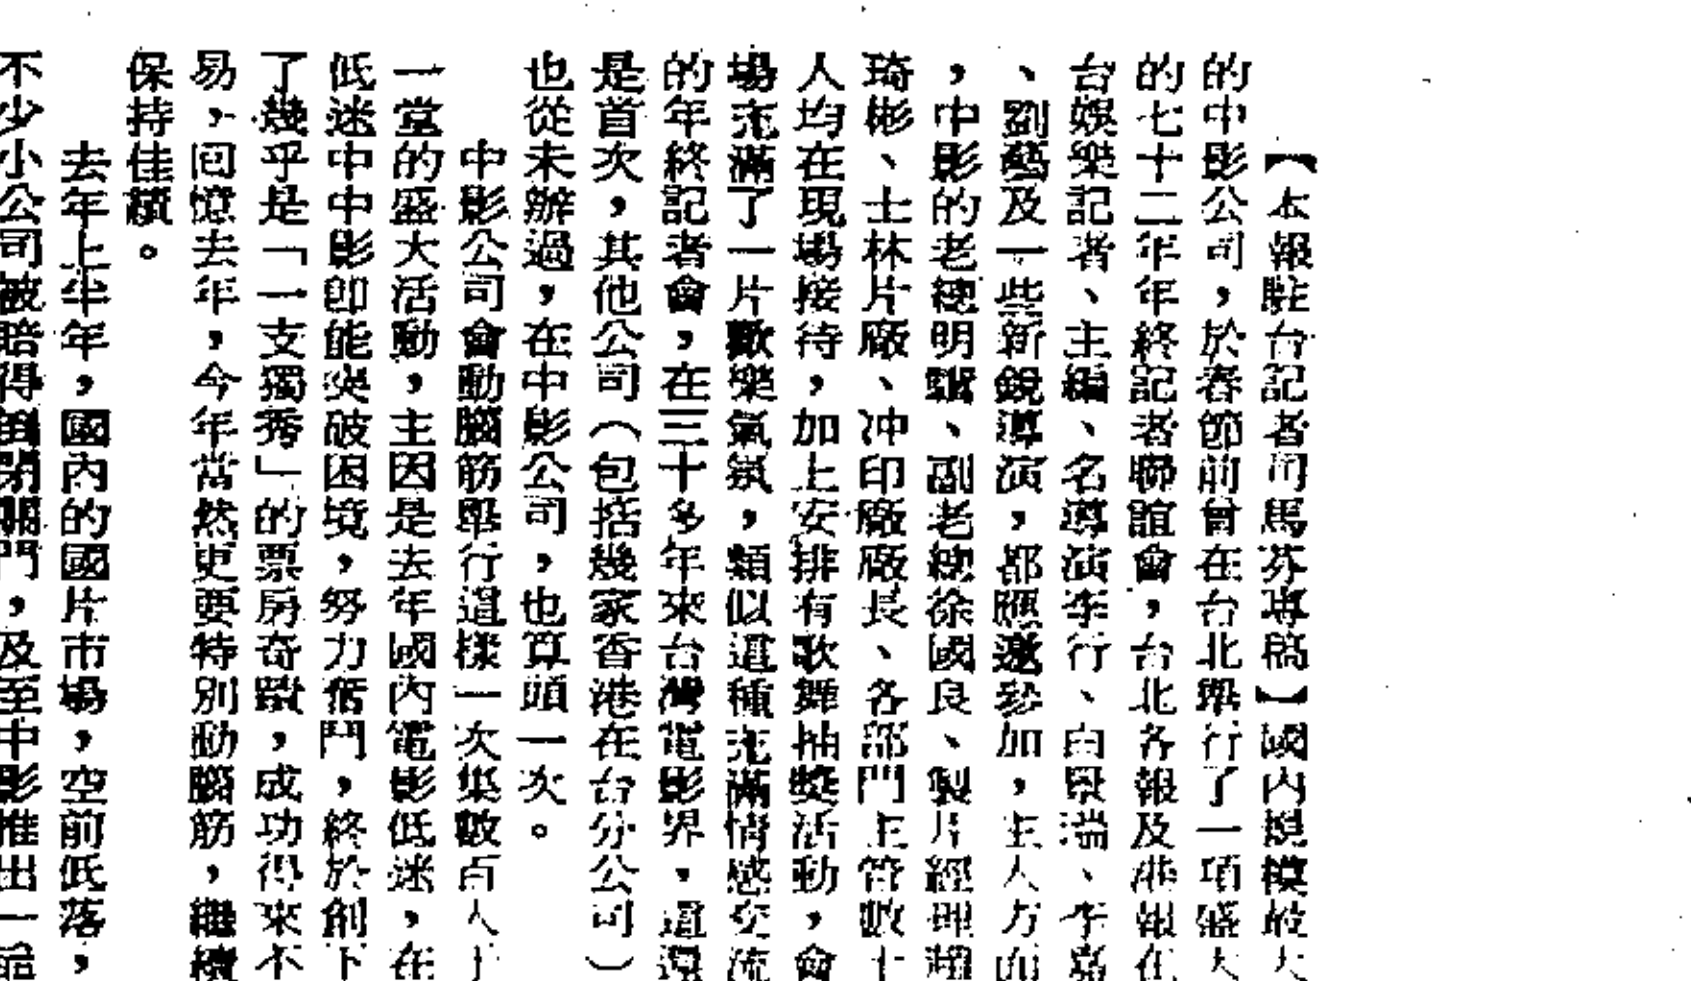 【本報駐台記者司馬芬專稿】國內規模最大
的中影公司，於春節前曾在台北舉行了一項盛大
的七十二年年終記者聯誼會，台北各報及港報在
台娛樂記者、主編、名導演李行、白景瑞、李嘉
、劉藝及一些新銳導演，都應邀參加，主人方面
，中影的老總明驥、副老總徐國良、製片經理趙
琦彬、士林片廠、冲印廠廠長、各部門主管數十
人均在現場接待，加上安排有歌舞抽獎活動，會
場充滿了一片歡樂氣氛，類似這種充滿情感交流
的年終記者會，在三十多年來台灣電影界，這還
是首次，其他公司（包括幾家香港在台分公司）
也從未辦過，在中影公司，也算頭一次。
中影公司會動腦筋舉行這樣一次集數百人于
一堂的盛大活動，主因是去年國內電影低迷，在
低迷中中影卽能突破困境，努力奮鬥，終於創下
了幾乎是「一支獨秀」的票房奇蹟，成功得來不
易，回憶去年，今年當然更要特別動腦筋，繼續
保持佳績。
去年上半年，國內的國片市場，空前低落，
不少小公司被賠得倒閉關門，及至中影推出一